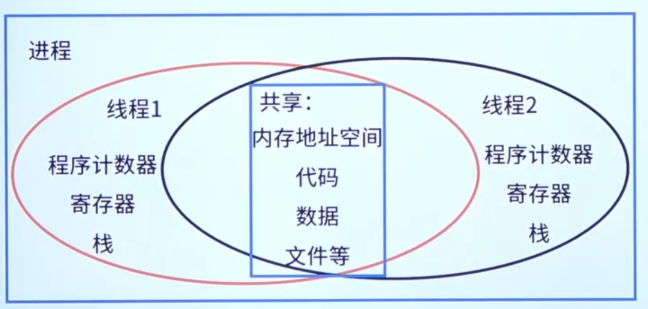 进程
线程1
程序计数器
寄存器
栈
共享：
内存地址空间
代码
数据
文件等
线程2
程序计数器
寄存器
栈